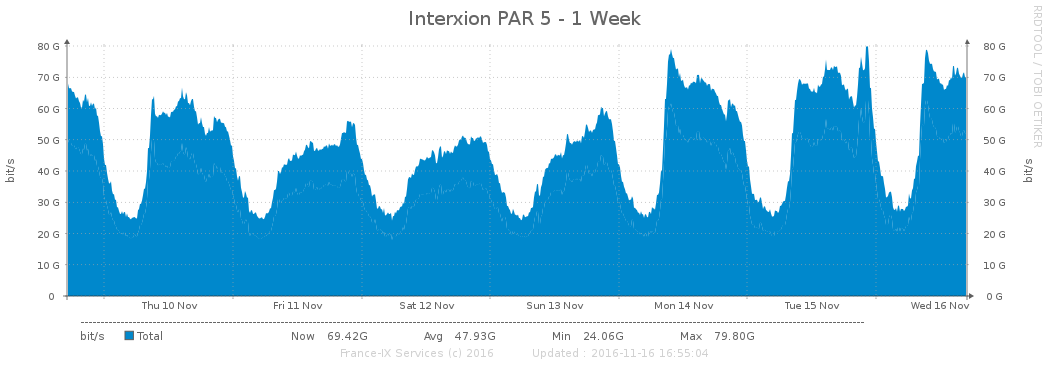 Interxion PAR 5 - 1 Week
RRDTOOL / TOBI OETIKER
bit/s
80 G 80 G
70 G 70 G
60 G 60 G
50 G 50 G
40 G 40 G
30 G 30 G
20 G 20 G
10 G 10 G
0 0 G
bit/s
Thu 10 Nov Fri 11 Nov Sat 12 Nov Sun 13 Nov Mon 14 Nov Tue 15 Nov Wed 16 Nov
bit/s Total Now 69.42G Avg 47.93G Min 24.06G Max 79.80G
France-IX Services (c) 2016 Updated : 2016-11-16 16:55:04